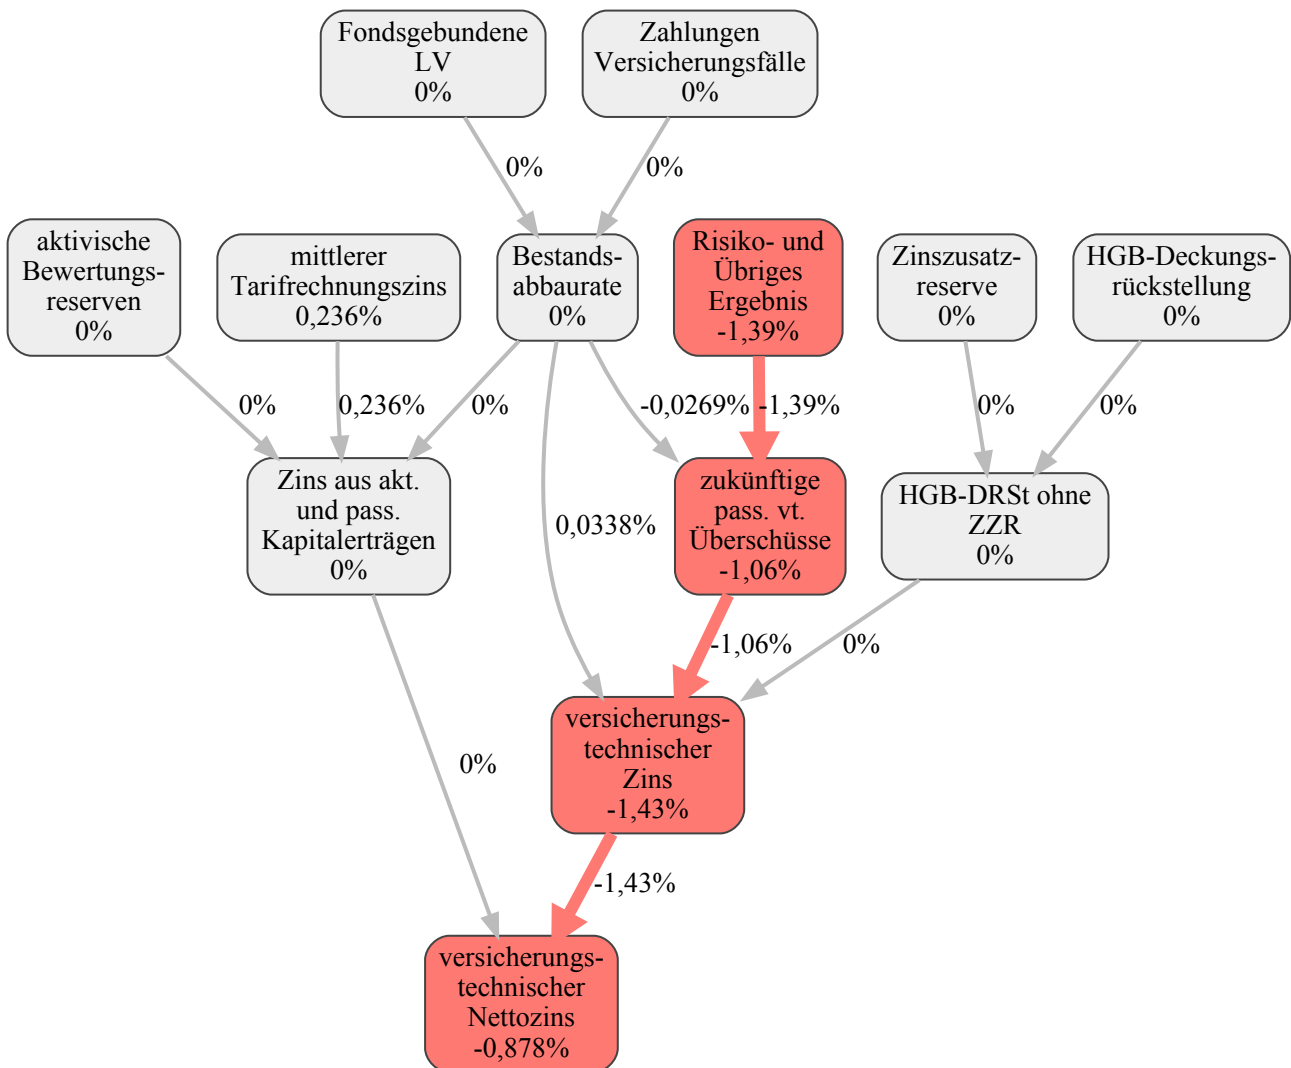 Fondsgebundene
LV
0%
Zahlungen
Versicherungsfälle
0%
0%
0%
aktivische
Bewertungs-
reserven
0%
mittlerer
Tarifrechnungszins
0,236%
Bestands-
abbaurate
0%
Risiko- und
Übriges
Ergebnis
-1,39%
Zinszusatz-
reserve
0%
HGB-Deckungs-
rückstellung
0%
0%
0,236%
0%
-0,0269%
-1,39%
0%
0%
Zins aus akt.
und pass.
Kapitalerträgen
0%
0,0338%
zukünftige
pass. vt.
Überschüsse
-1,06%
HGB-DRSt ohne
ZZR
0%
-1,06%
0%
versicherungs-
technischer
Zins
-1,43%
0%
-1,43%
versicherungs-
technischer
Nettozins
-0,878%